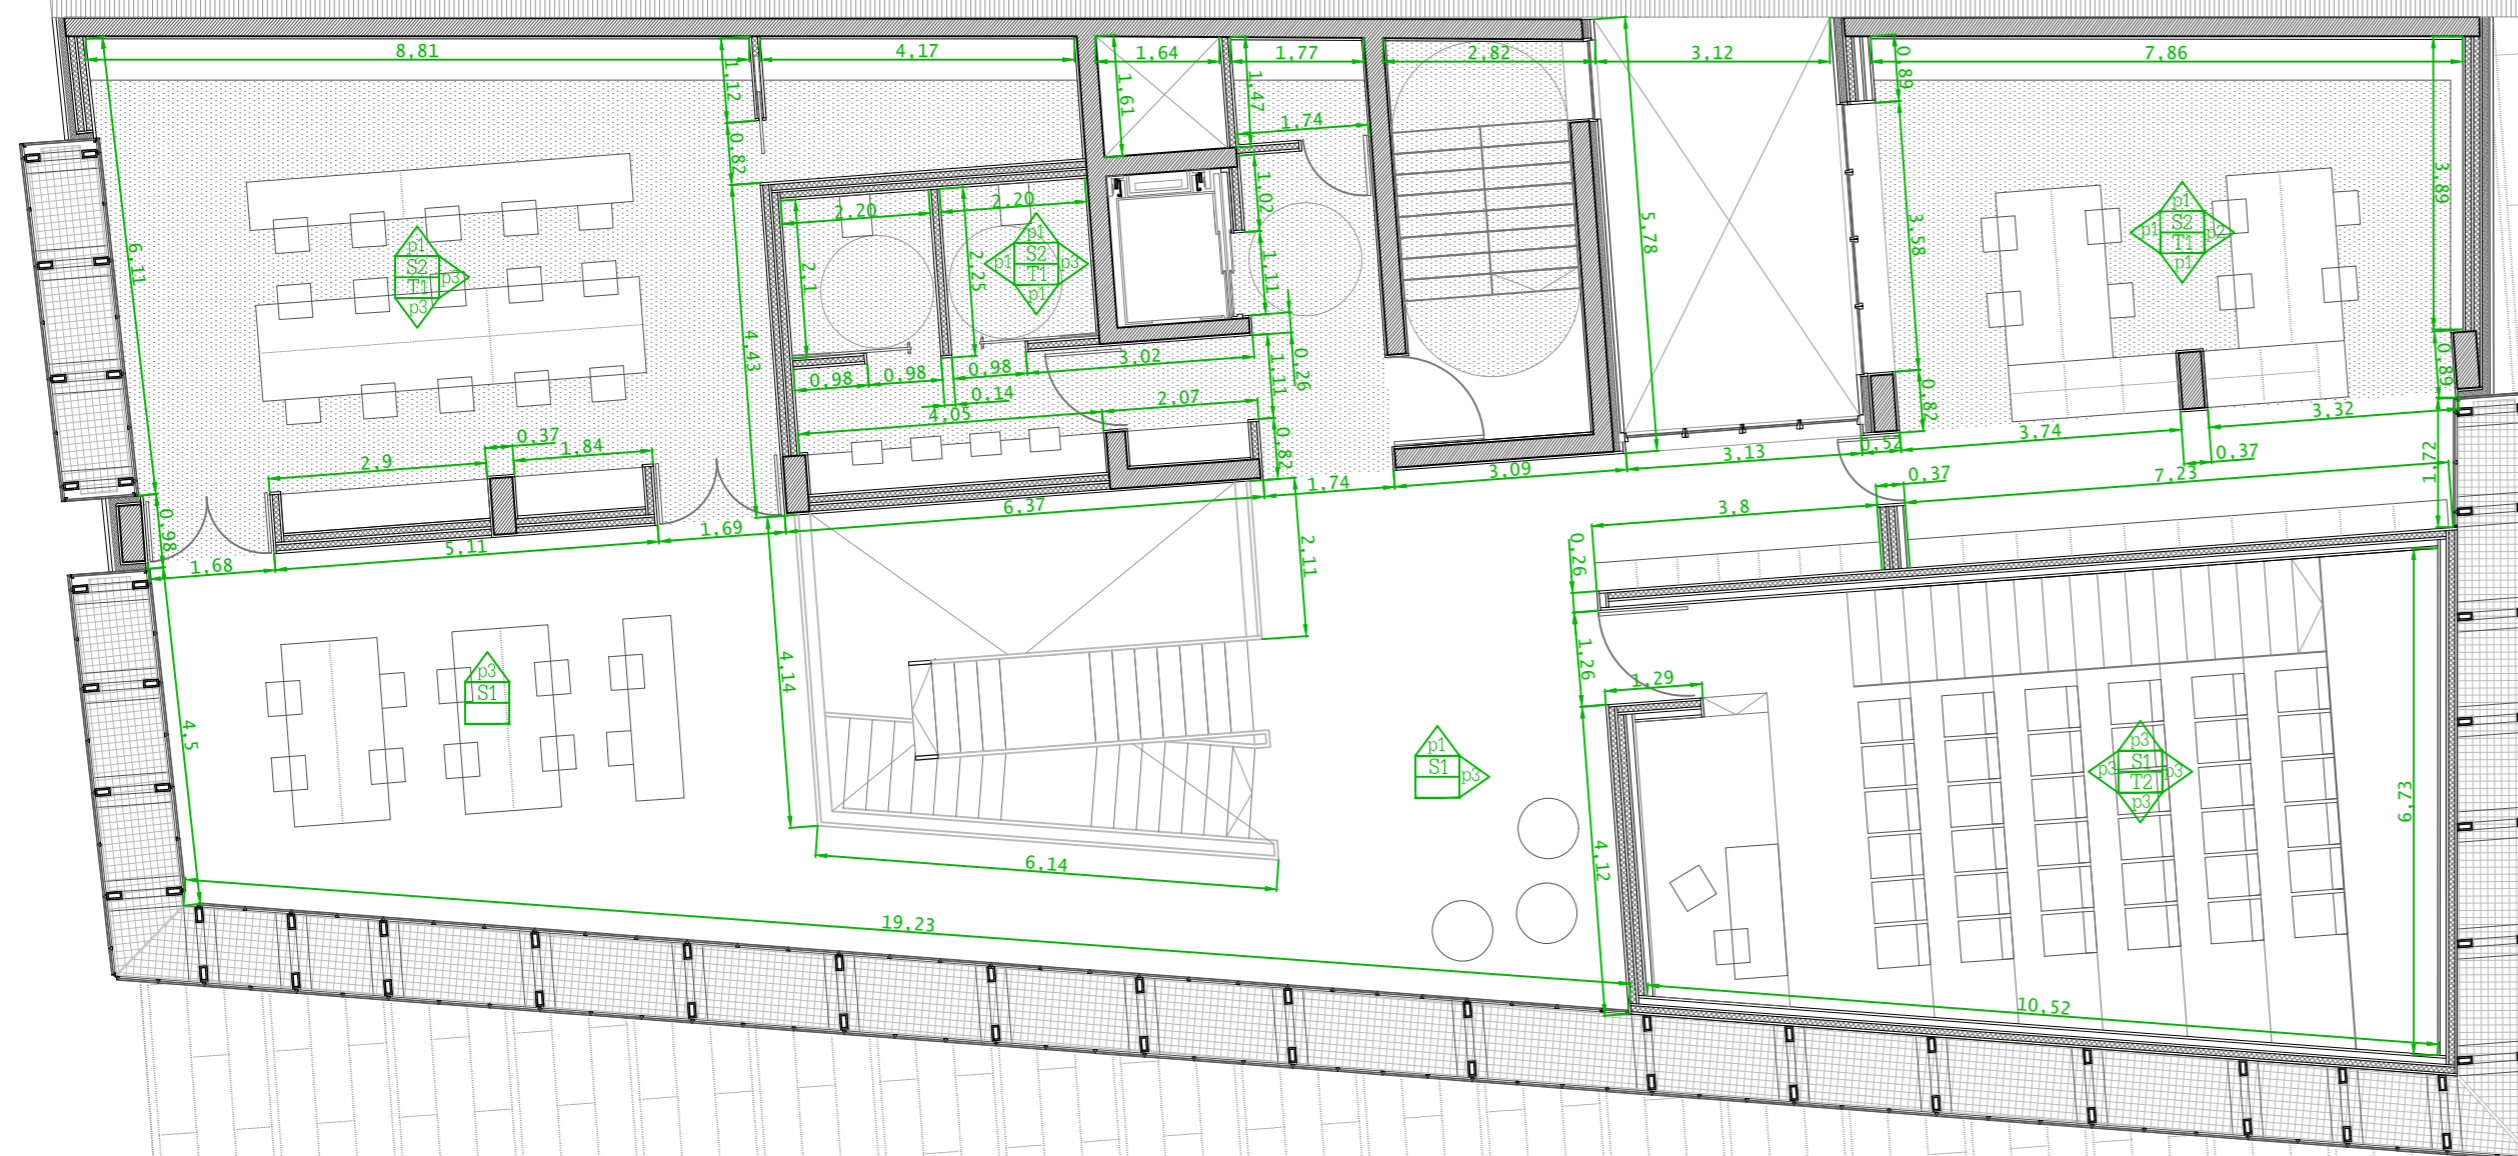 8,81
4,17
1,64
1,77
2,82
3,12
7,86
1,12
1,61
1,47
0,89
1,74
0,82
3,89
1,02
5,78
3,58
6,11
2,20
2,20
p1
S2
T1
p3
p3
p1
p1
S2
T1
p3
p1
p1
p1
S2
T1
p2
p1
2,1
2,25
1,11
4,43
3,02
0,26
1,11
0,98
0,98
0,98
0,14
4,05
2,07
0,89
0,82
3,32
0,37
1,84
2,9
0,82
3,74
0,37
0,52
3,13
3,09
1,74
6,37
1,69
5,11
1,68
0,98
0,37
7,23
1,72
3,8
2,11
0,26
1,26
1,29
4,14
4,5
p3
S1
p1
S1
p3
p3
p3
S1
T2
p3
p3
6,73
4,12
6,14
19,23
10,52